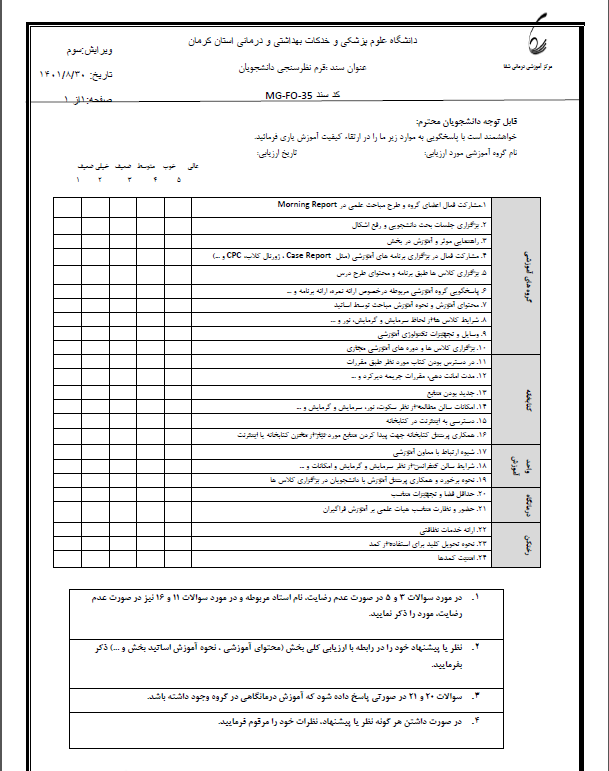 دانشگاه علوم پزشکی و خدکات بهداشتی و درمانی استان کرمان
عنوان سند :فرم نظرسنجی دانشجویان
کد سند MG-FO-35
ویرایش:سوم
تاریخ: ۱۴۰۱/۸/۳۰
صفحه:۱از ۱
مرکز آموزشی درمانی شفا
قابل توجه دانشجویان محترم:
خواهشمند است با پاسخگویی به موارد زیر ما را در ارتقاء کیفیت آموزش یاری فرمائید.
نام گروه آموزشی مورد ارزیابی: تاریخ ارزیابی:
عالی خوب متوسط ضعیف خیلی ضعیف
۵ ۴ ۳ ۲ ۱
گروه های آموزشی
۱.مشارکت فعال اعضای گروه و طرح مباحث علمی در Morning Report
۲. برگزاری جلسات بحث دانشجویی و رفع اشکال
۳. راهنمایی موثر و آموزش در بخش
۴. مشارکت فعال در برگزاری برنامه های آموزشی (مثل Case Report ، ژورنال کلاب، CPC و ...)
۵. برگزاری کلاس ها طبق برنامه و محتوای طرح درس
۶. پاسخگویی گروه آموزشی مربوطه درخصوص ارائه نمره، ارائه برنامه و ...
۷. محتوای آموزش و نحوه آموزش مباحث توسط اساتید
۸. شرایط کلاس ها از لحاظ سرمایش و گرمایش، نور و ...
۹. وسایل و تجهیزات تکنولوژی آموزشی
۱۰. برگزاری کلاس ها و دوره های آموزشی مجازی
کتابخانه
۱۱. در دسترس بودن کتاب مورد نظر طبق مقررات
۱۲. مدت امانت دهی، مقررات جریمه دیرکرد و ...
۱۳. جدید بودن منابع
۱۴. امکانات سالن مطالعه از نظر سکوت، نور، سرمایش و گرمایش و ...
۱۵. دسترسی به اینترنت در کتابخانه
۱۶. همکاری پرسنل کتابخانه جهت پیدا کردن منابع مورد نیاز از مخزن کتابخانه یا اینترنت
واحد آموزش
۱۷. شیوه ارتباط با معاون آموزشی
۱۸. شرایط سالن کنفرانس از نظر سرمایش و گرمایش و امکانات و ...
۱۹. نحوه برخورد و همکاری پرسنل آموزش با دانشجویان در برگزاری کلاس ها
درمانگاه
۲۰. حداقل فضا و تجهیزات مناسب
۲۱. حضور و نظارت مناسب هیات علمی بر آموزش فراگیران
رختکن
۲۲. ارائه خدمات نظافتی
۲۳. نحوه تحویل کلید برای استفاده از کمد
۲۴. امنیت کمدها
۱. در مورد سوالات ۳ و ۵ در صورت عدم رضایت، نام استاد مربوطه و در مورد سوالات ۱۱ و ۱۶ نیز در صورت عدم
رضایت، مورد را ذکر نمایید.
۲. نظر یا پیشنهاد خود را در رابطه با ارزیابی کلی بخش (محتوای آموزشی ، نحوه آموزش اساتید بخش و ...) ذکر
بفرمایید.
۳. سوالات ۲۰ و ۲۱ در صورتی پاسخ داده شود که آموزش درمانگاهی در گروه وجود داشته باشد.
۴. در صورت داشتن هر گونه نظر یا پیشنهاد، نظرات خود را مرقوم فرمایید.